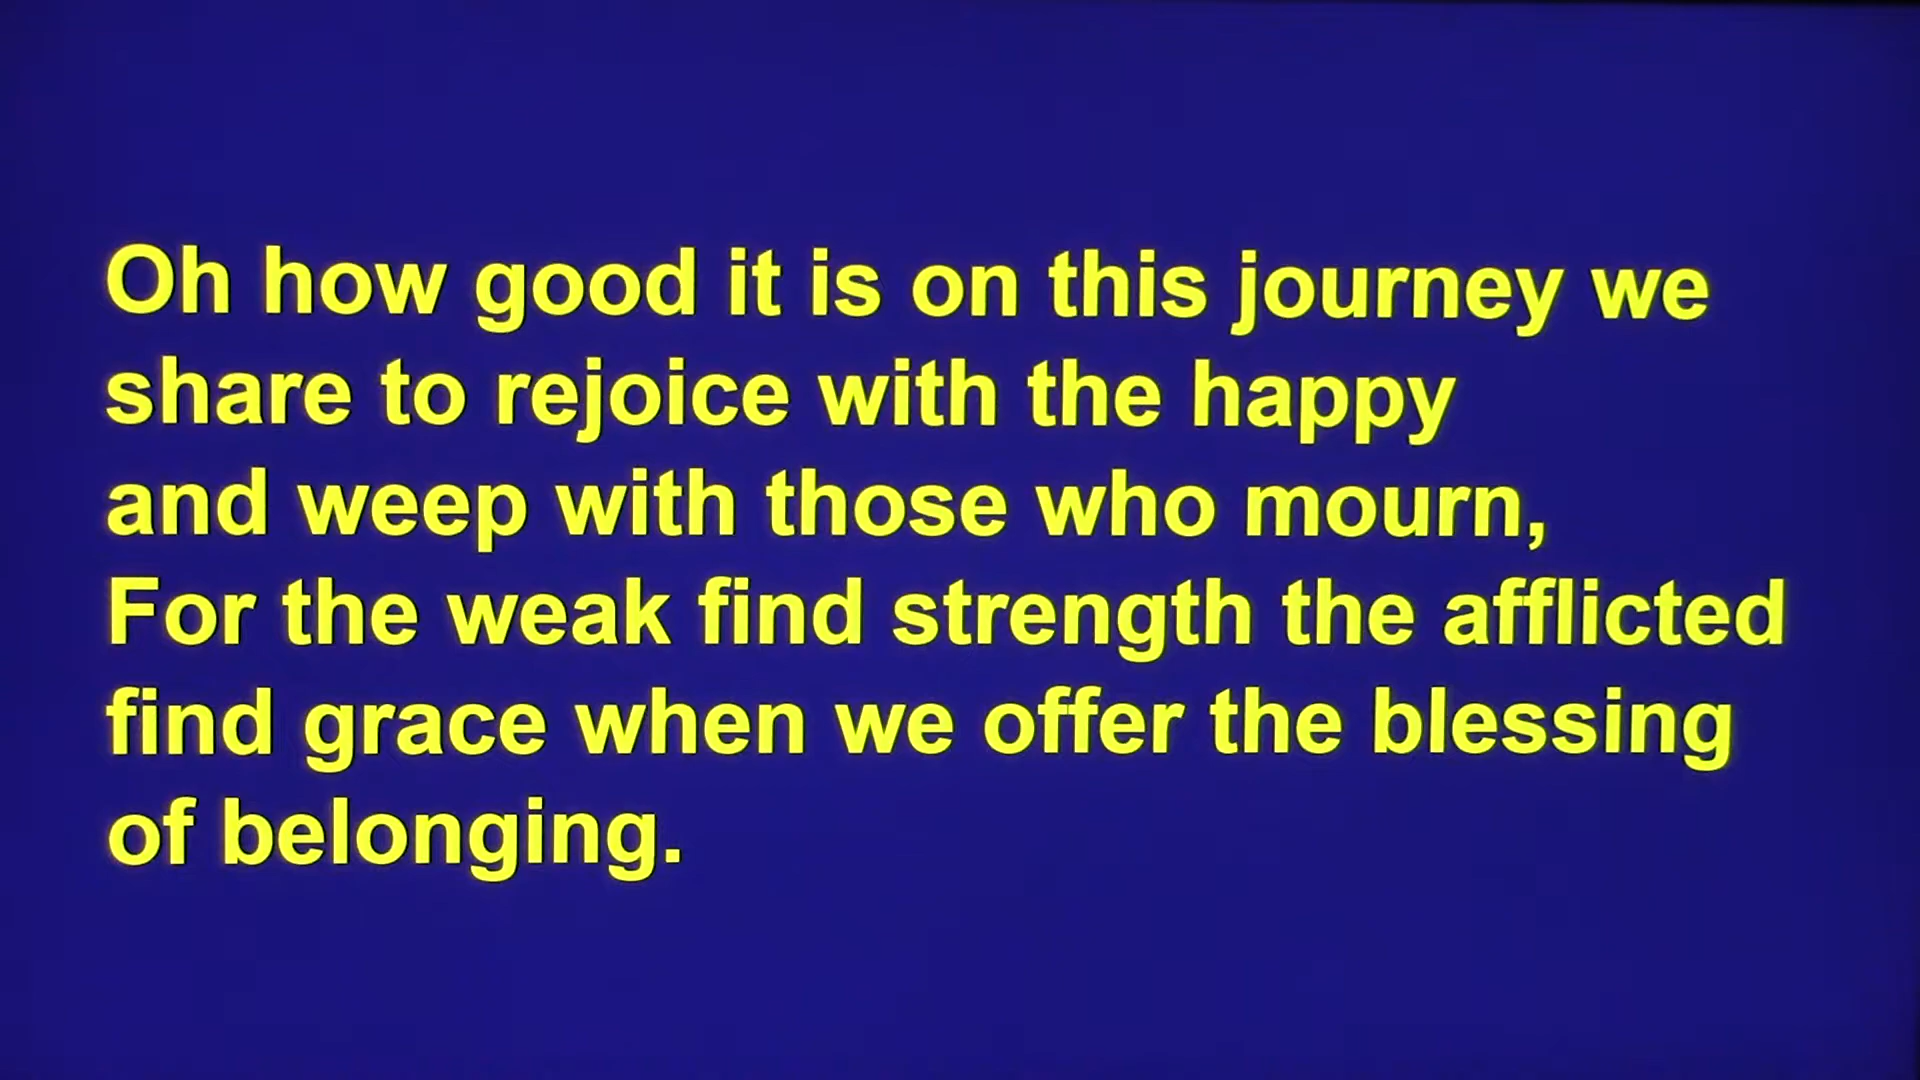 Oh how good it is on this journey we
share to rejoice with the happy
and weep with those who mourn,
For the weak find strength the afflicted
find grace when we offer the blessing
of belonging.